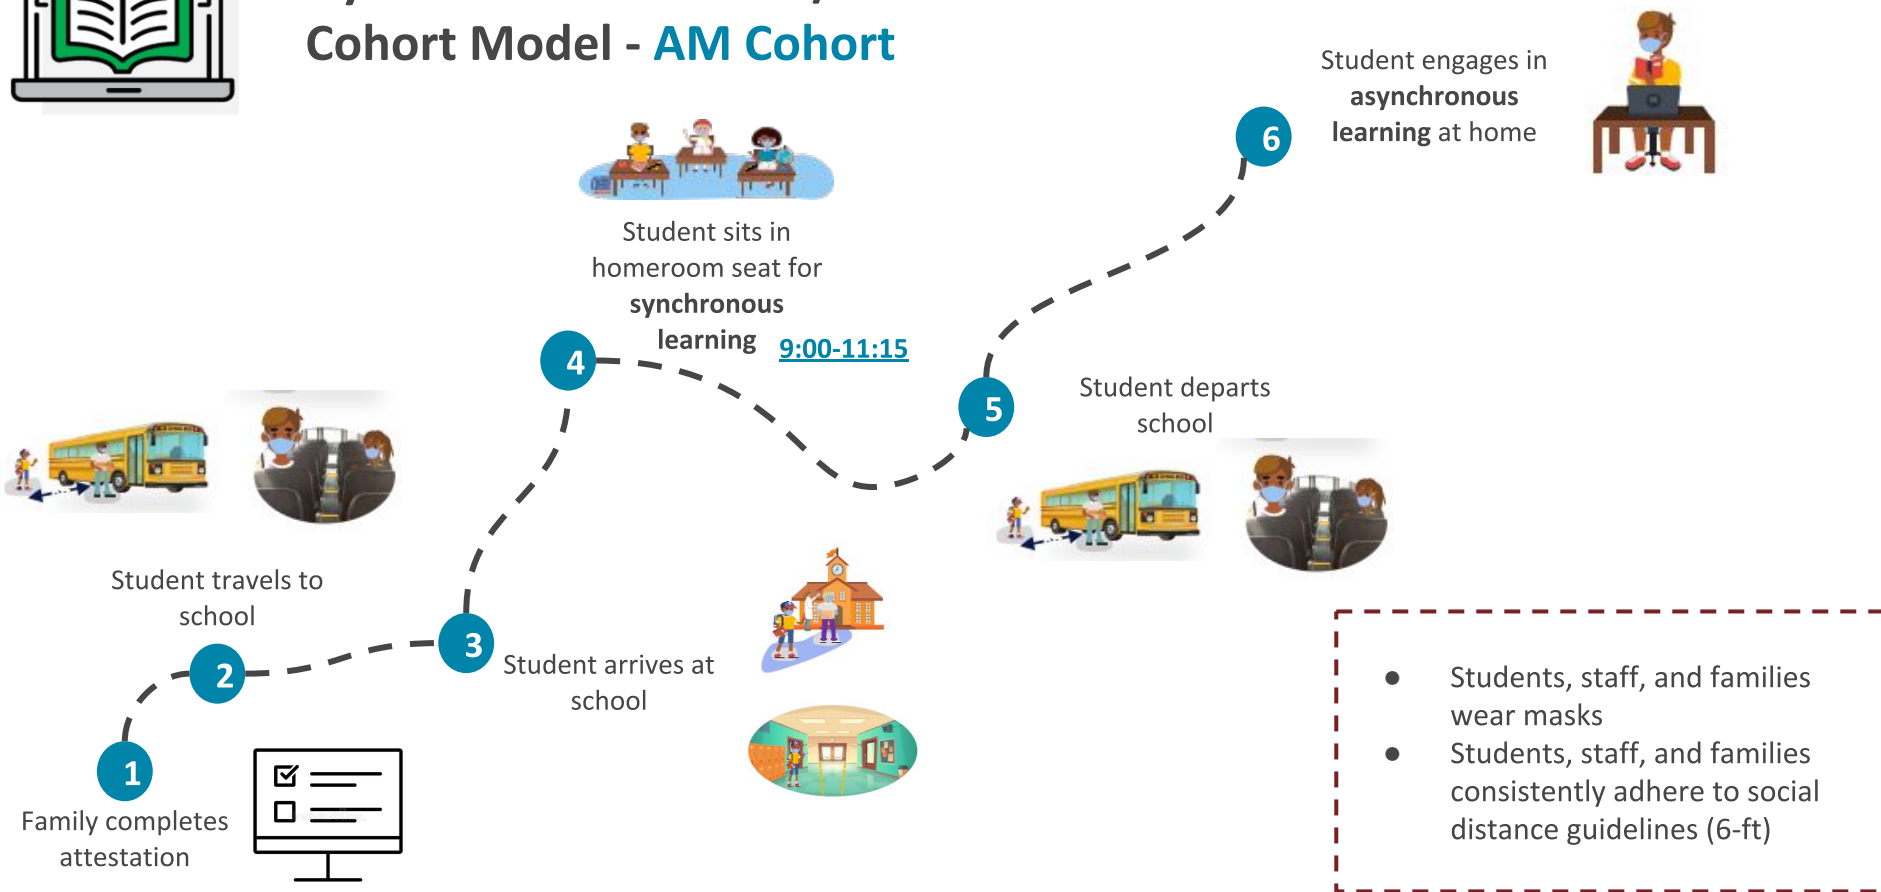 Cohort Model - AM Cohort
Student engages in
asynchronous
learning at home
6
Student sits in
homeroom seat for
synchronous
learning 9:00-11:15
4
5
Student departs
school
Student travels to
school
2
3
Student arrives at
school
1
Family completes
attestation
● Students, staff, and families
wear masks
● Students, staff, and families
consistently adhere to social
distance guidelines (6-ft)